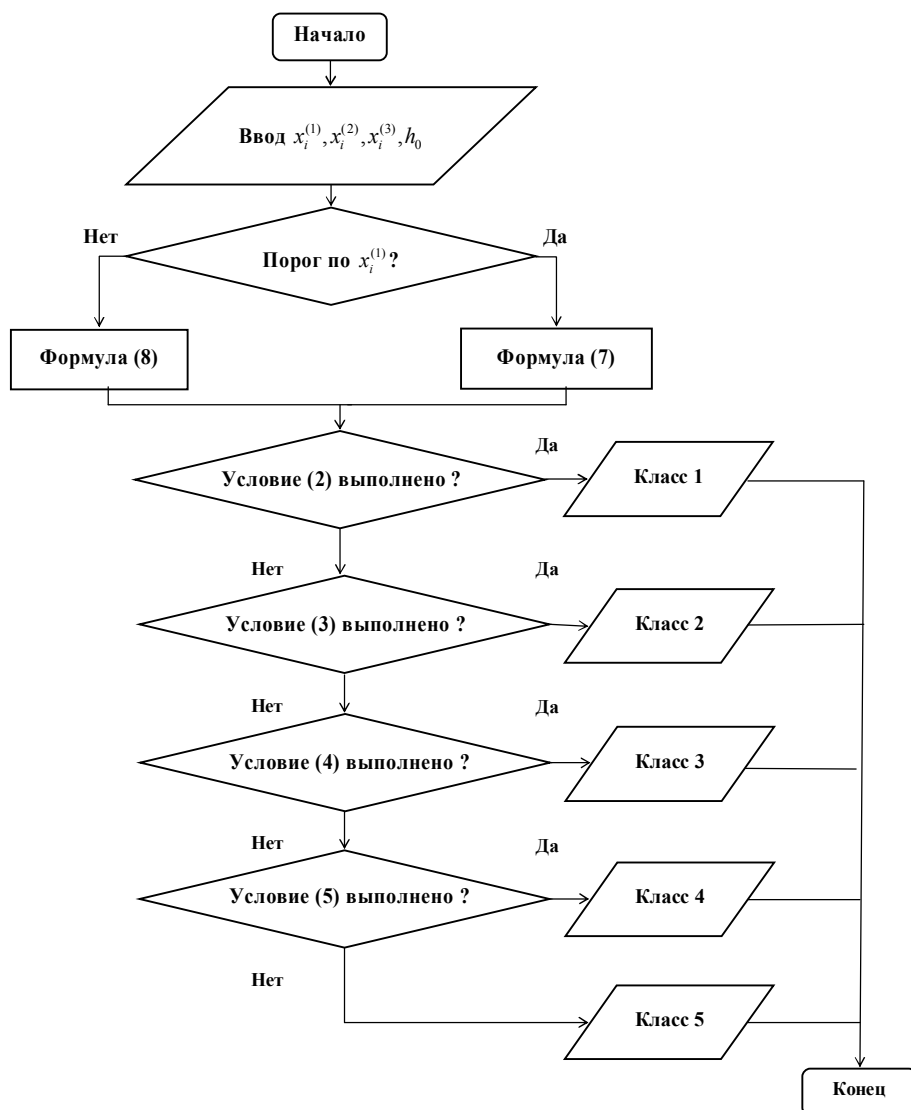 Начало
Ввод x_i^{(1)}, x_i^{(2)}, x_i^{(3)}, h_0
Нет
Да
Порог по x_i^{(1)} ?
Формула (8)
Формула (7)
Да
Условие (2) выполнено ?
Класс 1
Нет
Да
Условие (3) выполнено ?
Класс 2
Нет
Да
Условие (4) выполнено ?
Класс 3
Нет
Да
Условие (5) выполнено ?
Класс 4
Нет
Класс 5
Конец